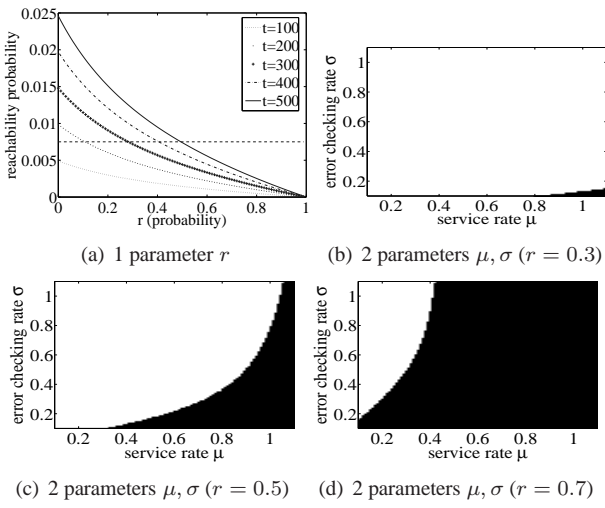 0.025
0.02
0.015
0.01
0.005
0
reachability probability
0 0.2 0.4 0.6 0.8 1
r (probability)
t=100
t=200
t=300
t=400
t=500
(a) 1 parameter r
error checking rate σ
1
0.8
0.6
0.4
0.2
0.2 0.4 0.6 0.8 1
service rate μ
(b) 2 parameters μ, σ (r = 0.3)
error checking rate σ
1
0.8
0.6
0.4
0.2
0.2 0.4 0.6 0.8 1
service rate μ
(c) 2 parameters μ, σ (r = 0.5)
error checking rate σ
1
0.8
0.6
0.4
0.2
0.2 0.4 0.6 0.8 1
service rate μ
(d) 2 parameters μ, σ (r = 0.7)